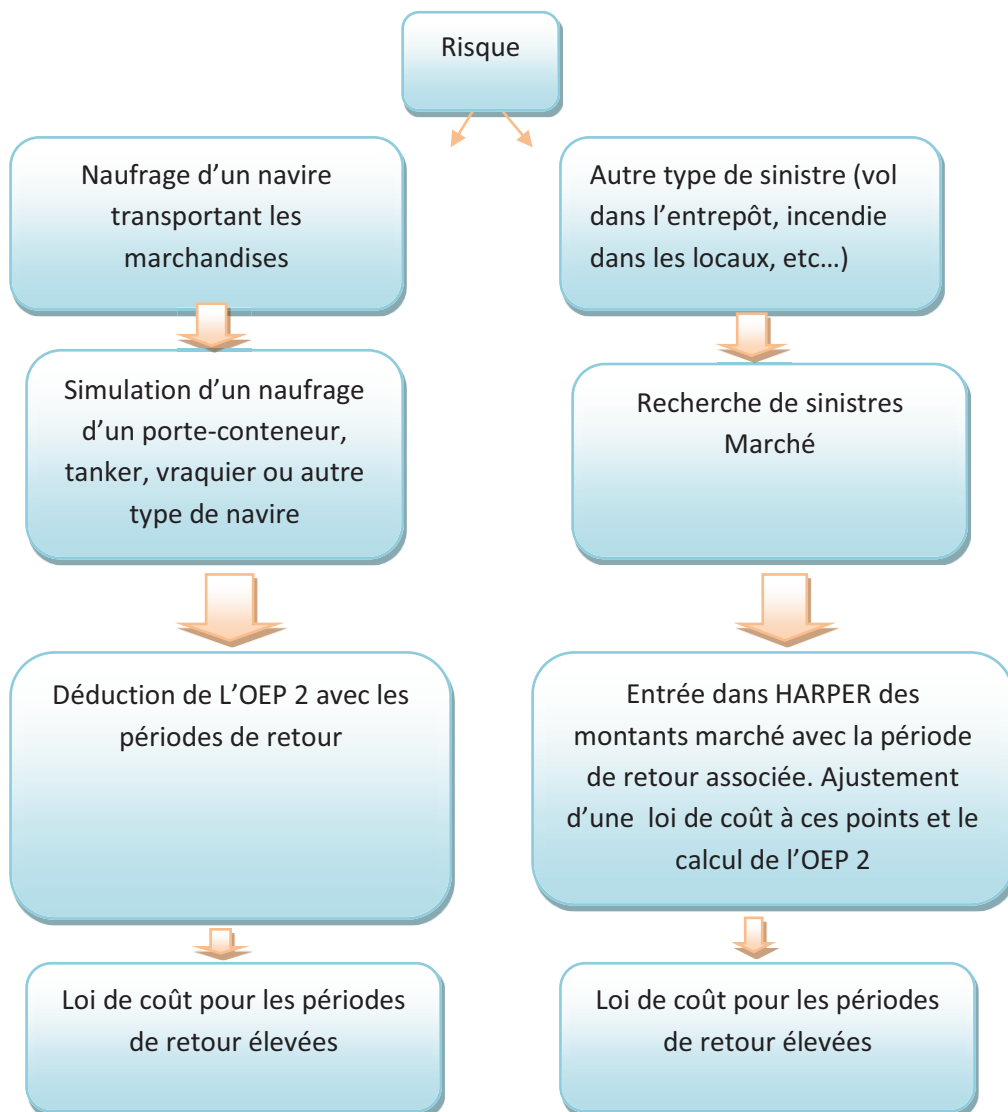 Risque
Naufrage d’un navire
transportant les
marchandises
Autre type de sinistre (vol
dans l’entrepôt, incendie
dans les locaux, etc…)
Simulation d’un naufrage
d’un porte-conteneur,
tanker, vraquier ou autre
type de navire
Recherche de sinistres
Marché
Déduction de L’OEP 2 avec les
périodes de retour
Entrée dans HARPER des
montants marché avec la période
de retour associée. Ajustement
d’une loi de coût à ces points et le
calcul de l’OEP 2
Loi de coût pour les périodes
de retour élevées
Loi de coût pour les périodes
de retour élevées